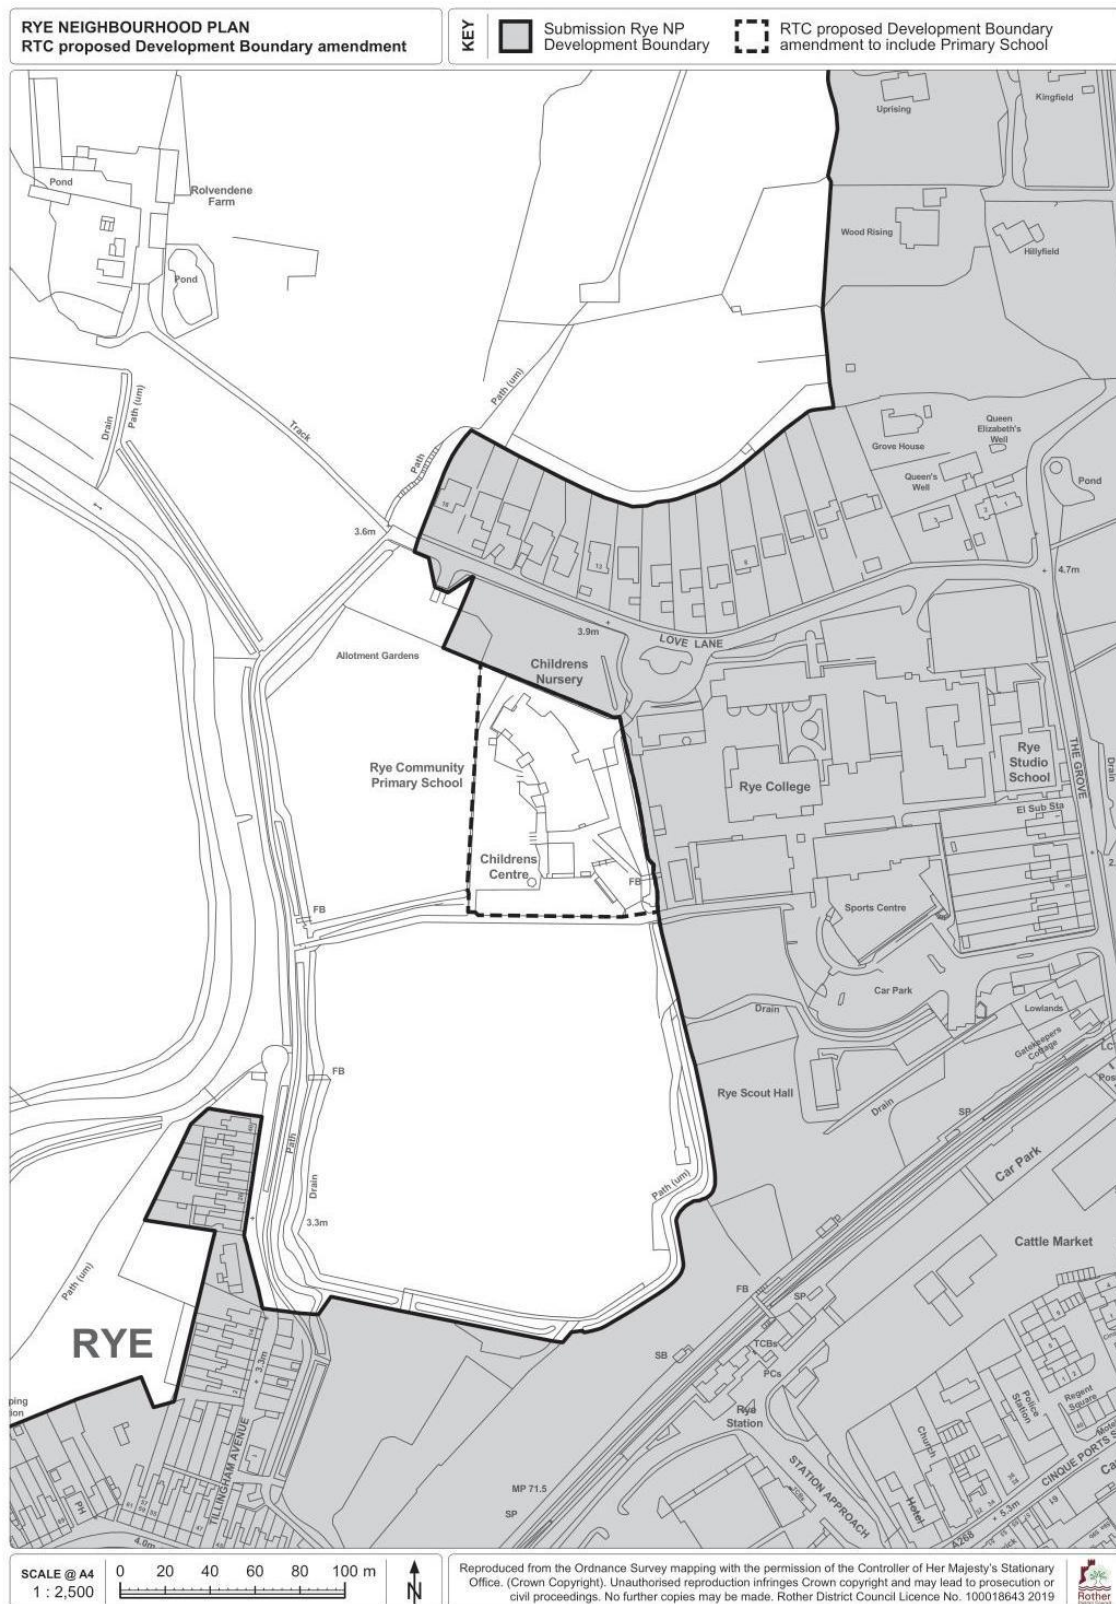 RYE NEIGHBOURHOOD PLAN
RTC proposed Development Boundary amendment
KEY
Submission Rye NP
Development Boundary
RTC proposed Development Boundary
amendment to include Primary School
Uprising
Kingfield
Pond
Rolvendene
Farm
Wood Rising
Hillyfield
Pond
Path (um)
Drain
Path (um)
Track
Path
Grove House
Queen
Elizabeth's
Well
Queen's
Well
Pond
3.6m
13
4.7m
3.9m
LOVE LANE
Allotment Gardens
Childrens
Nursery
Rye Community
Primary School
Rye College
Rye
Studio
School
THE GROVE
Drain
El Sub Sta
Childrens
Centre
FB
FB
Sports Centre
Car Park
Drain
Lowlands
Gatekeepers
Cottage
LC
Pos
FB
Rye Scout Hall
Drain
SP
Car Park
Path
Drain
Path (um)
3.3m
Cattle Market
Path (um)
FB
SP
RYE
SB
TCBs
PCs
3.3m
Rye
Station
Police
Station
Regent
Square
ping
ion
Church
TILLINGHAM AVENUE
STATION APPROACH
CINQUE PORTS S
MP 71.5
SP
PH
Hotel
TCBs
A268
5.3m
4.0m
SCALE @ A4
1 : 2,500
0 20 40 60 80 100 m
N
Reproduced from the Ordnance Survey mapping with the permission of the Controller of Her Majesty's Stationary
Office. (Crown Copyright). Unauthorised reproduction infringes Crown copyright and may lead to prosecution or
civil proceedings. No further copies may be made. Rother District Council Licence No. 100018643 2019
Rother